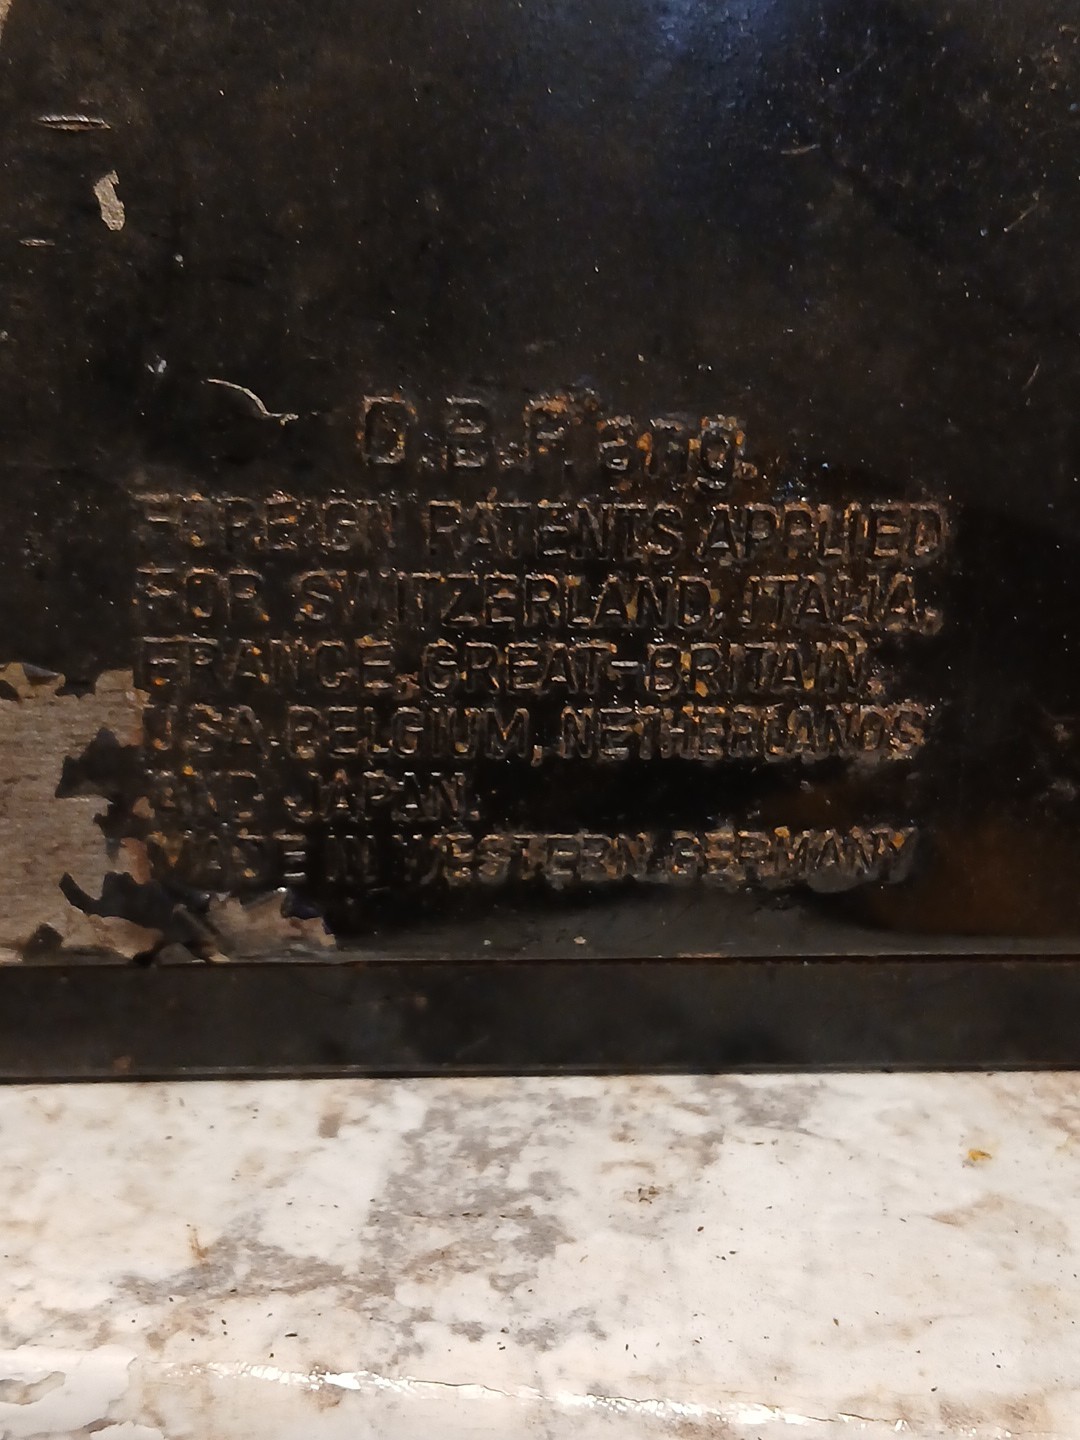 D.B.P. ang.
FOREIGN PATENTS APPLIED
FOR SWITZERLAND, ITALIA,
FRANCE, GREAT-BRITAIN,
USA, BELGIUM, NETHERLANDS
AND JAPAN.
MADE IN WESTERN GERMANY